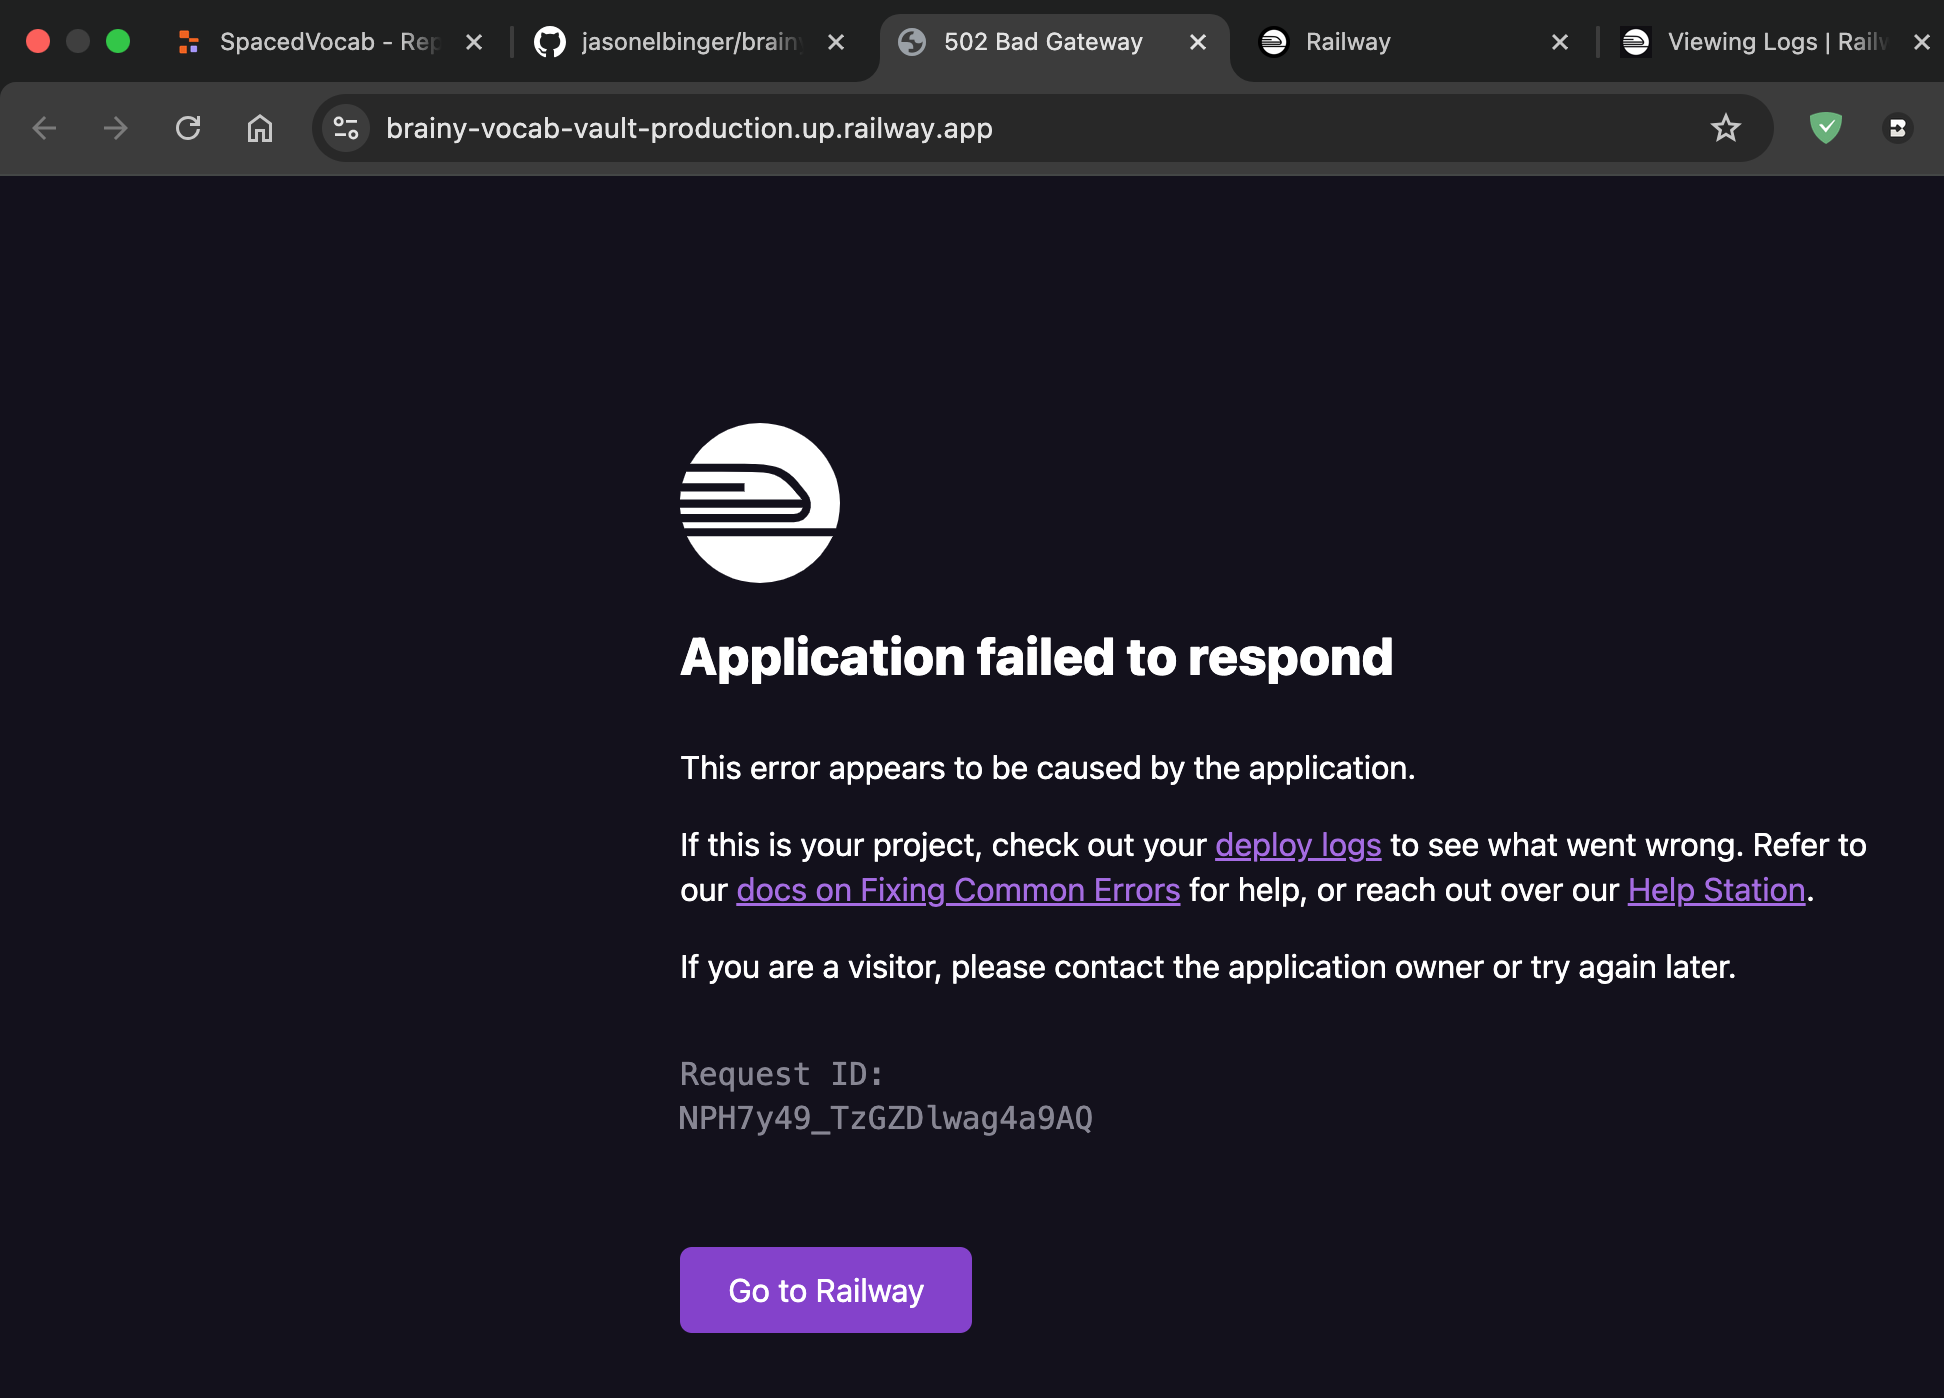 SpacedVocab - Rep
jasonelbinger/brainy
502 Bad Gateway
Railway
Viewing Logs | Railw
brainy-vocab-vault-production.up.railway.app
Application failed to respond
This error appears to be caused by the application.
If this is your project, check out your deploy logs to see what went wrong. Refer to
our docs on Fixing Common Errors for help, or reach out over our Help Station.
If you are a visitor, please contact the application owner or try again later.
Request ID:
NPH7y49_TzGZDlwag4a9AQ
Go to Railway